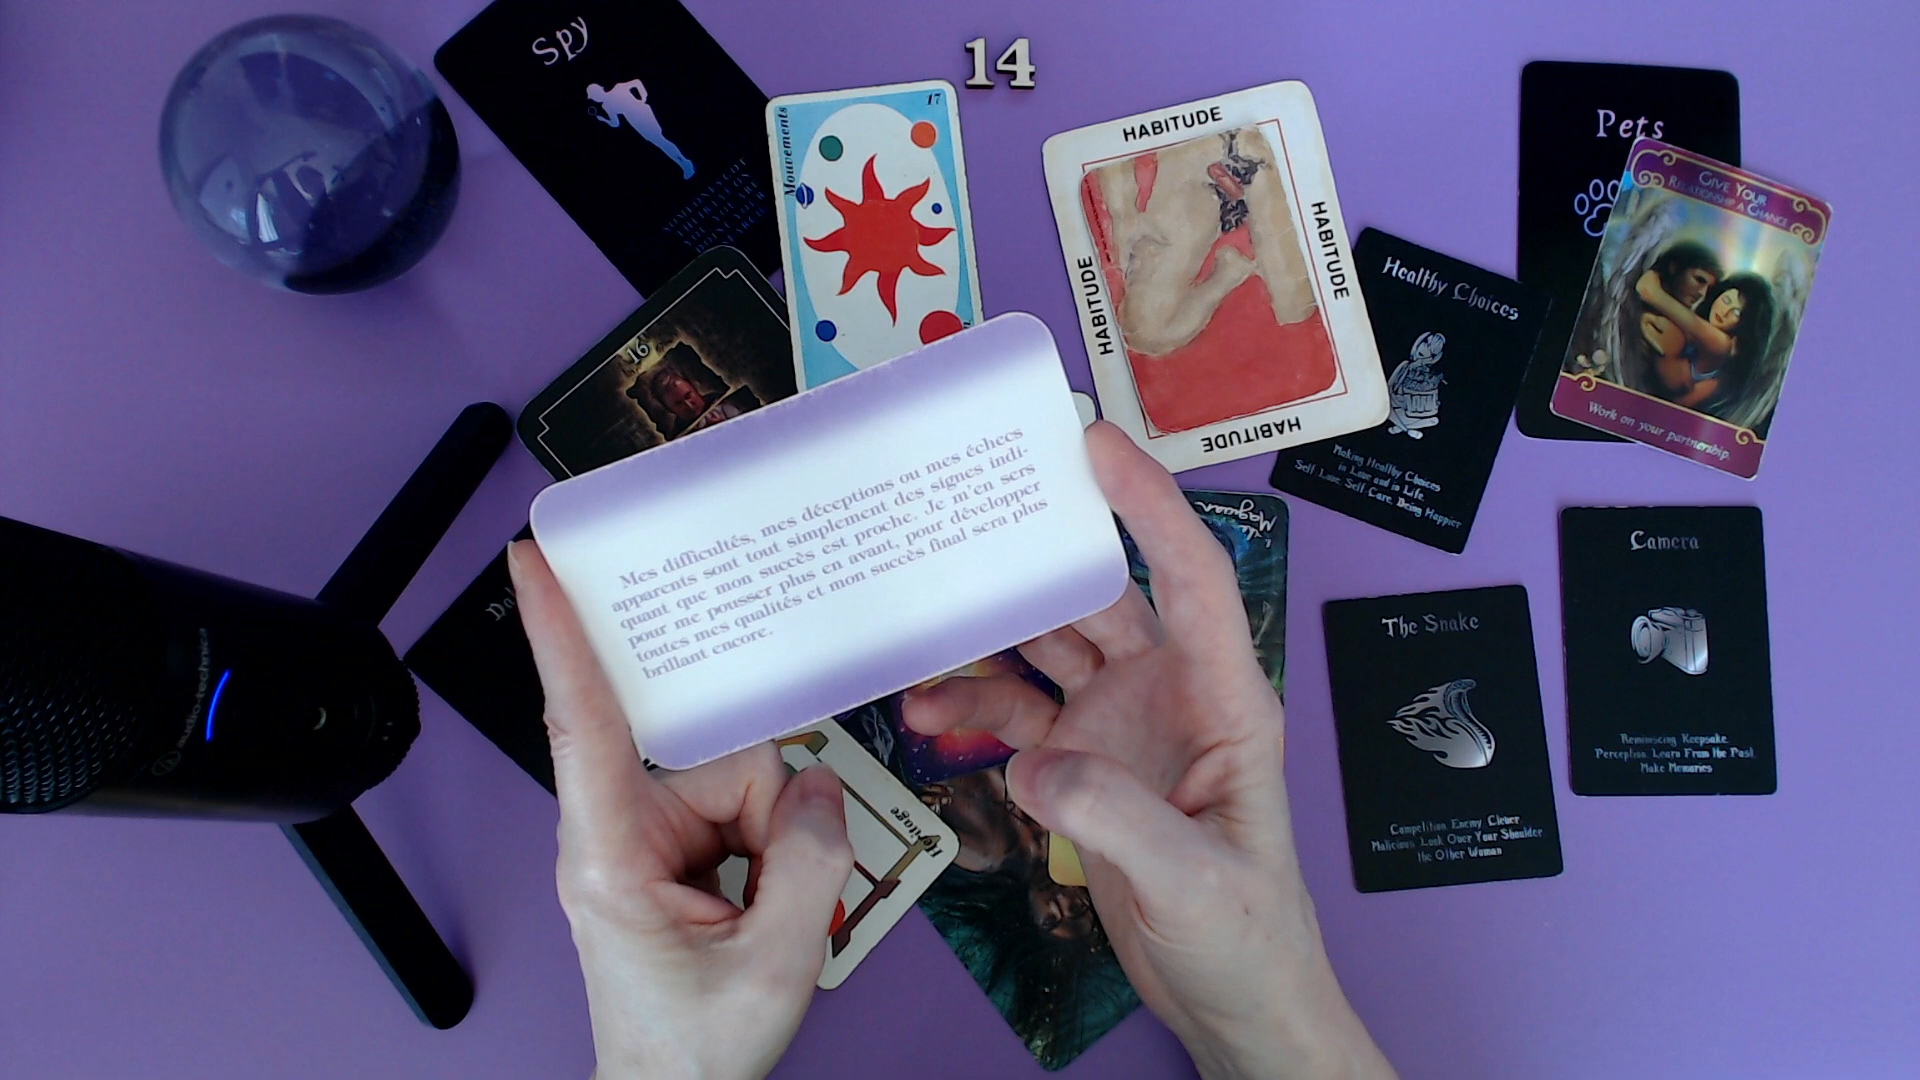 Spy
14
17
Mouvements
HABITUDE
HABITUDE
HABITUDE
HABITUDE
Pets
GIVE YOUR
RELATIONSHIP A CHANCE
Work on your partnership.
Healthy Choices
Making Healthy Choices
in Love and in Life.
Self Love, Self Care, Being Happier
16
Mes difficultés, mes déceptions ou mes échecs
apparents sont tout simplement des signes indi-
quant que mon succès est proche. Je m'en sers
pour me pousser plus en avant, pour développer
toutes mes qualités et mon succès final sera plus
brillant encore.
audio-technica
Camera
Reminiscing Keepsake.
Perception. Learn From the Past.
Make Memories
The Snake
Competition Enemy Clever.
Malicious Look Over Your Shoulder
the Other Woman
Heritage